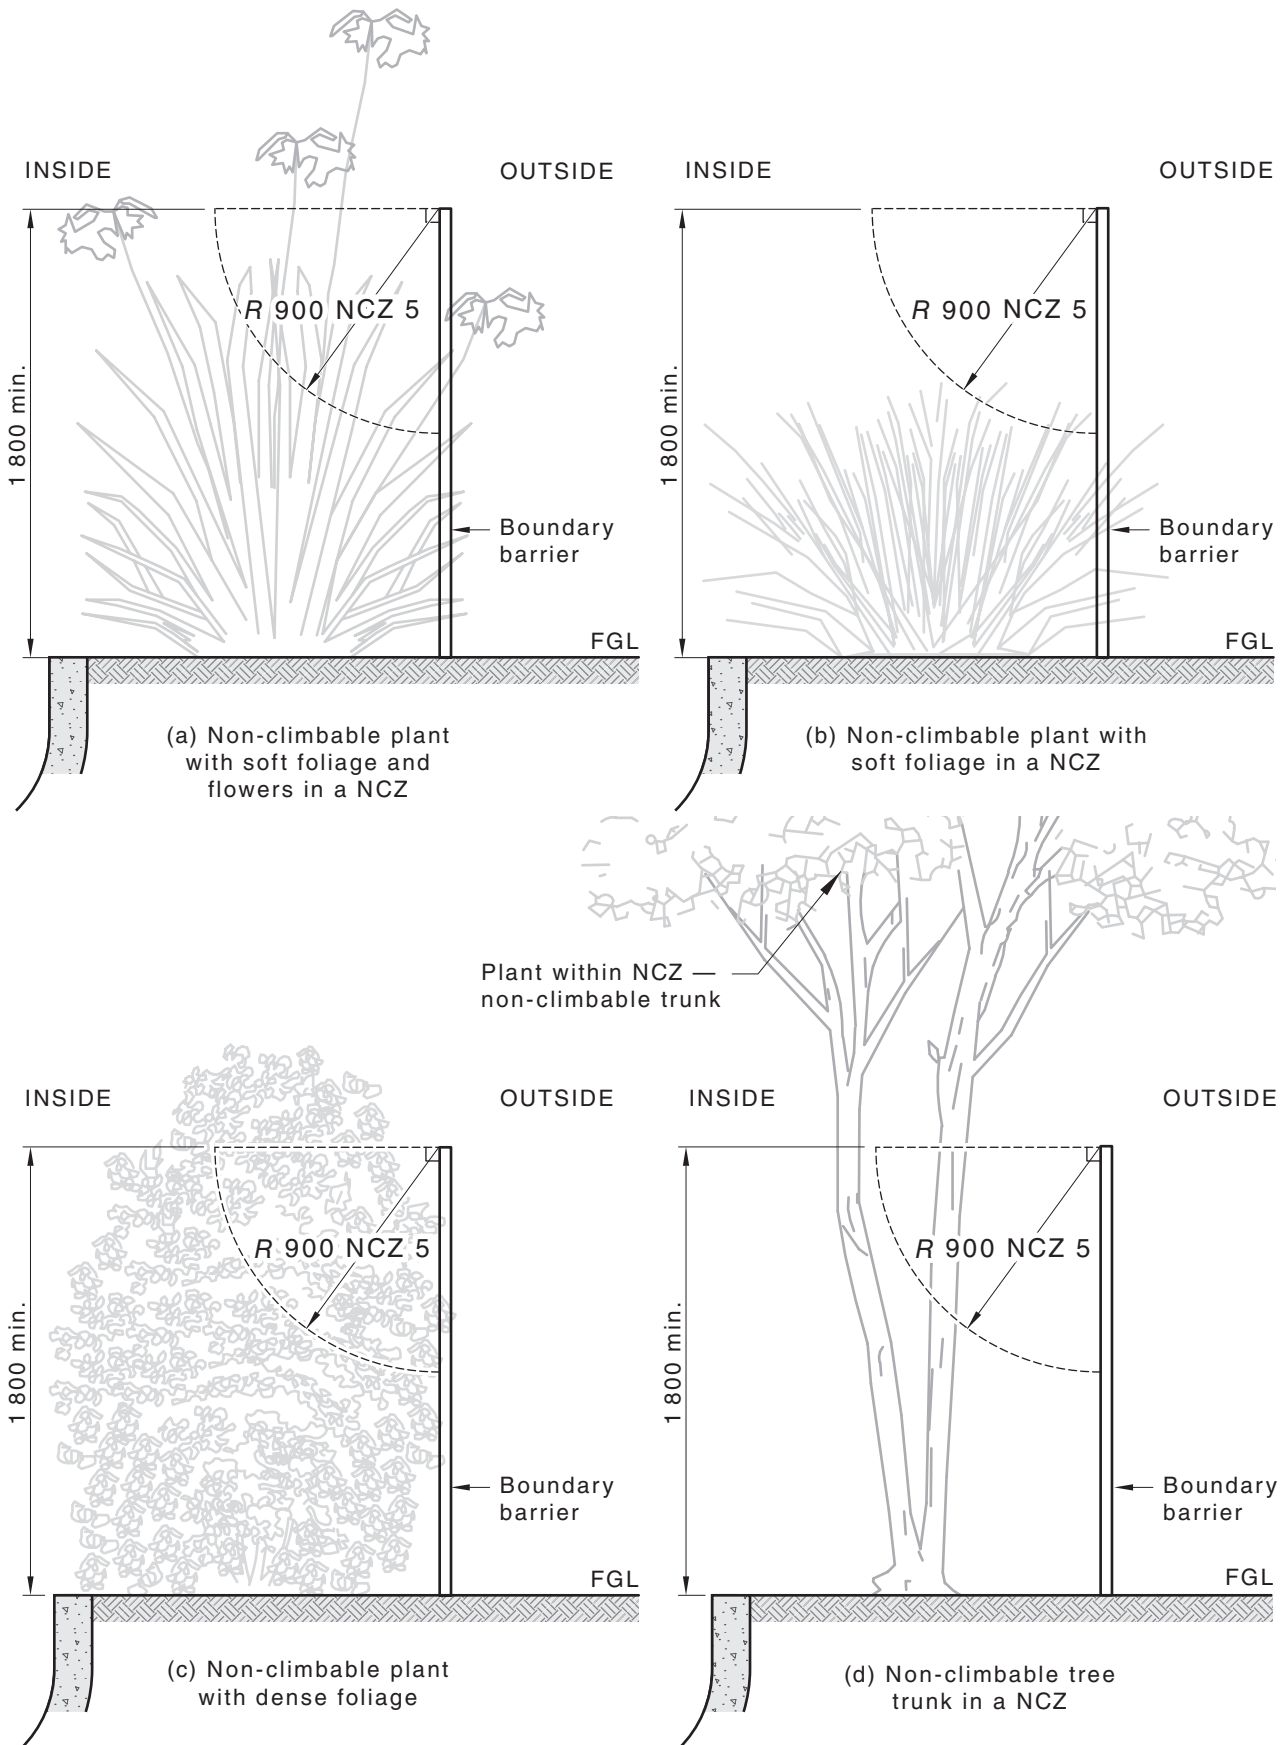 INSIDE
OUTSIDE
R 900 NCZ 5
1 800 min.
Boundary
barrier
FGL
(a) Non-climbable plant
with soft foliage and
flowers in a NCZ
INSIDE
OUTSIDE
R 900 NCZ 5
1 800 min.
Boundary
barrier
FGL
(b) Non-climbable plant with
soft foliage in a NCZ
INSIDE
OUTSIDE
R 900 NCZ 5
1 800 min.
Boundary
barrier
FGL
(c) Non-climbable plant
with dense foliage
Plant within NCZ —
non-climbable trunk
INSIDE
OUTSIDE
R 900 NCZ 5
1 800 min.
Boundary
barrier
FGL
(d) Non-climbable tree
trunk in a NCZ